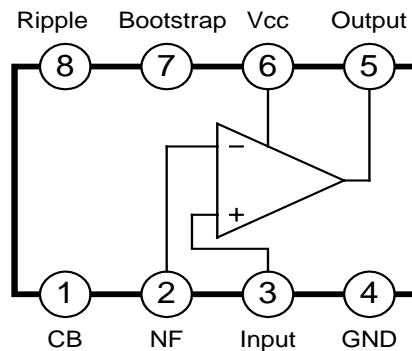 Ripple Bootstrap Vcc Output
8 7 6 5
−
+
1 2 3 4
CB NF Input GND